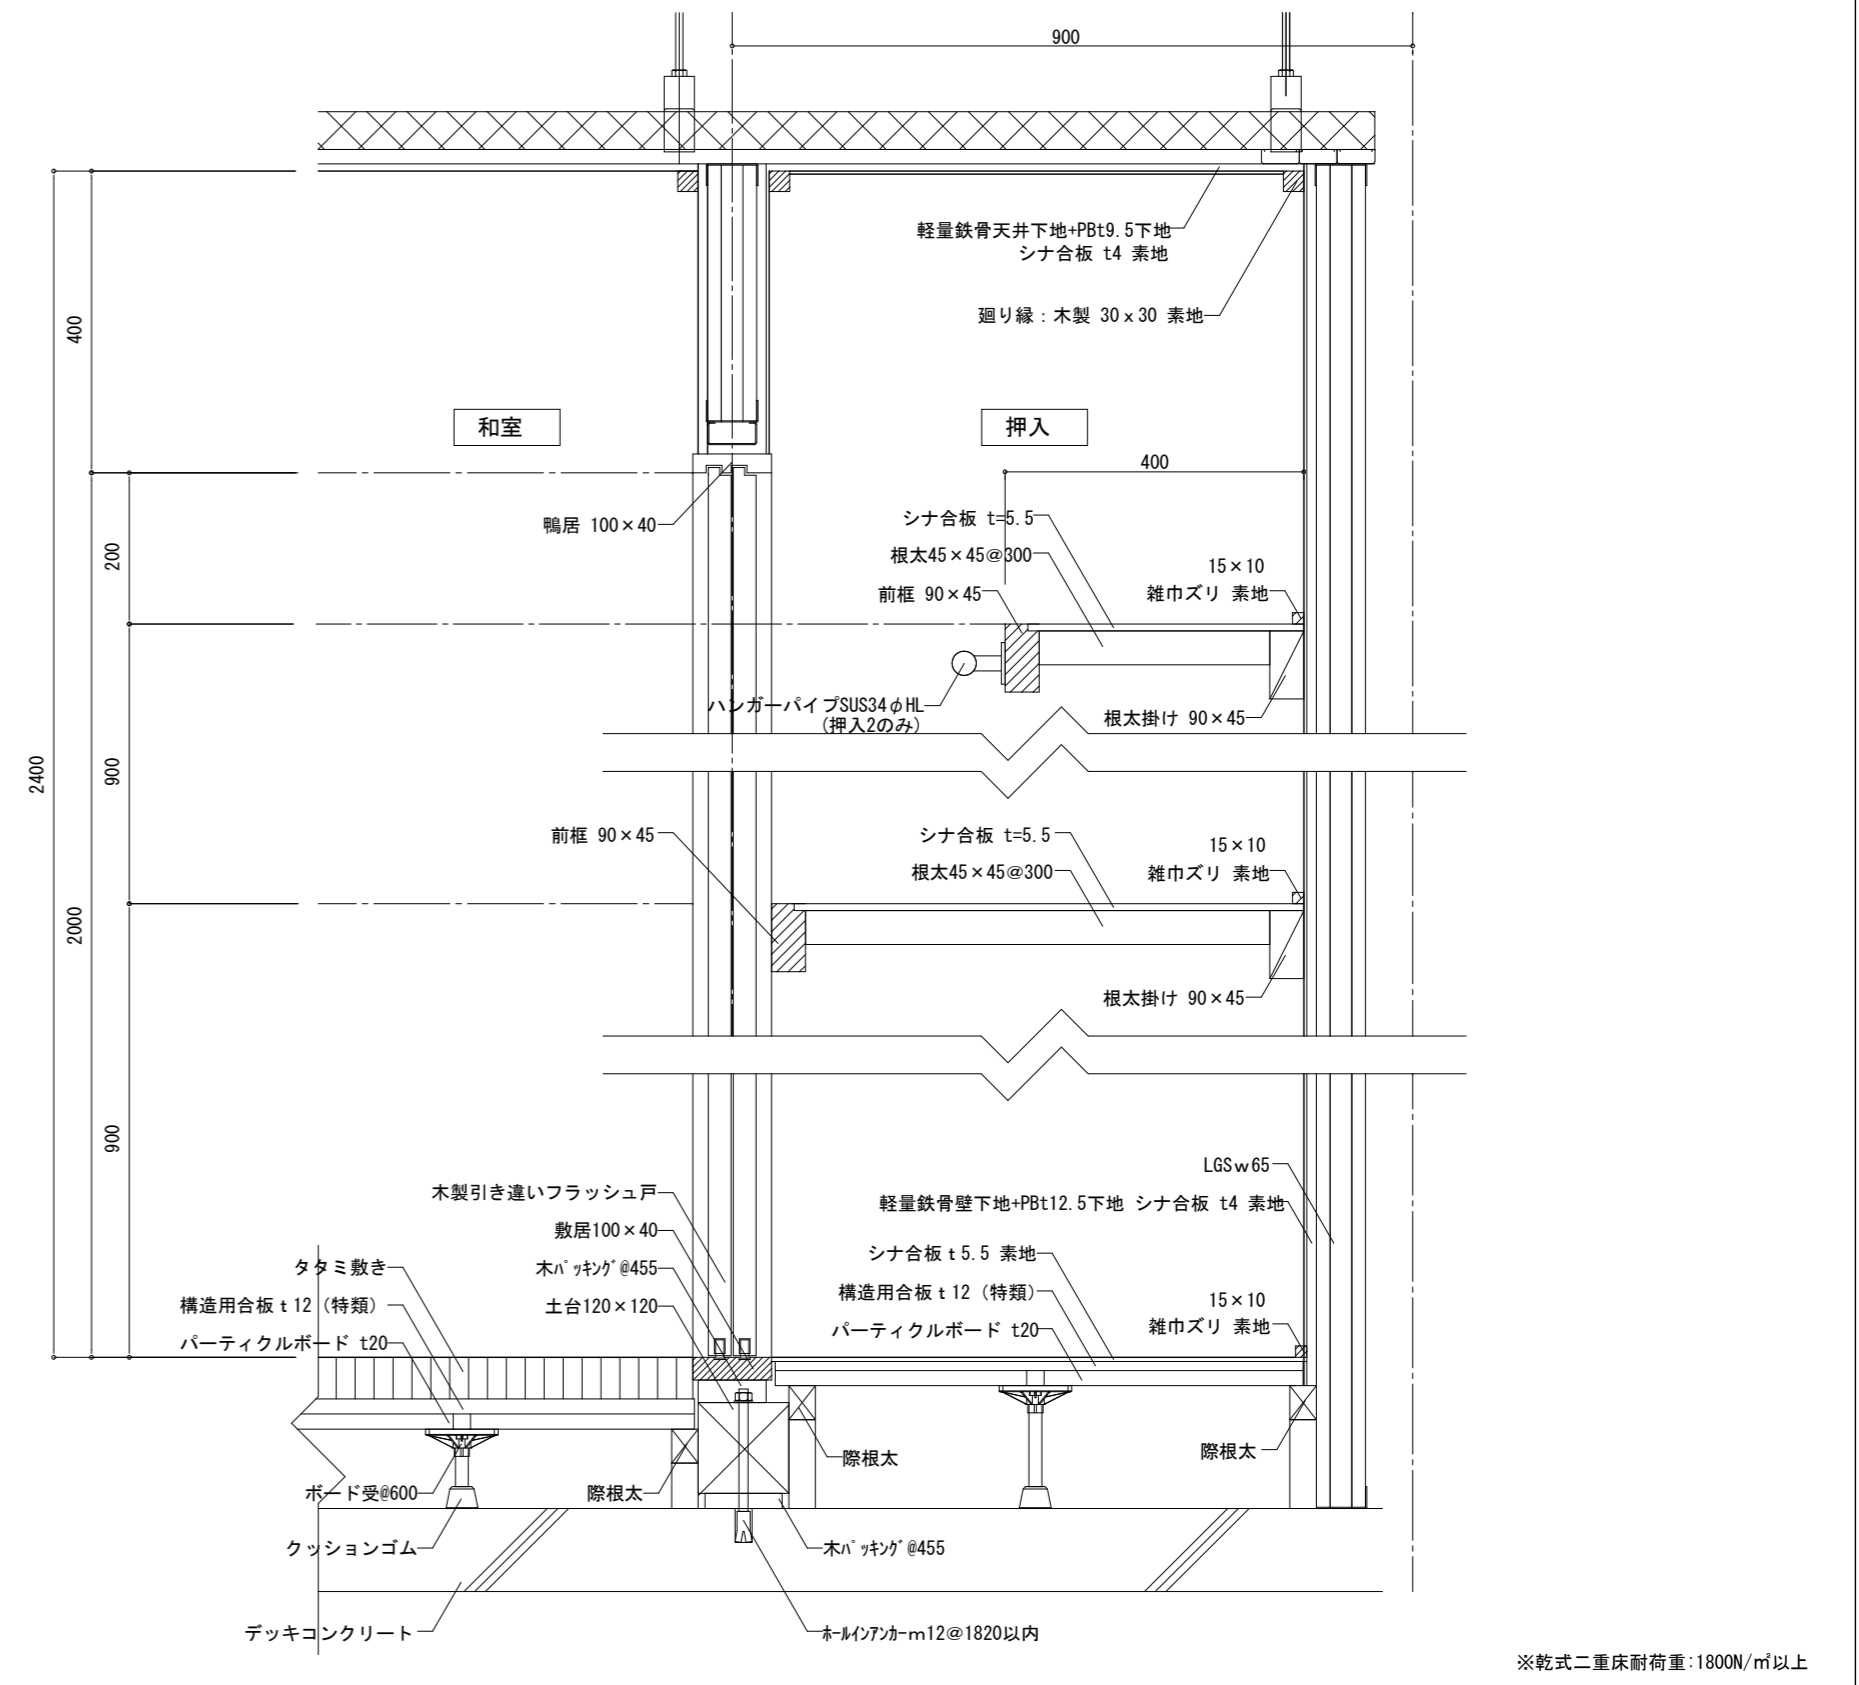 900
軽量鉄骨天井下地+PBt9.5下地
シナ合板 t4 素地
廻り縁：木製 30x30 素地
400
和室
押入
400
鴨居 100×40
シナ合板 t=5.5
根太45×45@300
前框 90×45
15×10
雑巾ズリ 素地
200
ハンガーパイプSUS34φHL
(押入2のみ)
根太掛け 90×45
2400
900
前框 90×45
シナ合板 t=5.5
根太45×45@300
15×10
雑巾ズリ 素地
2000
根太掛け 90×45
900
LGSw65
木製引き違いフラッシュ戸
軽量鉄骨壁下地+PBt12.5下地 シナ合板 t4 素地
敷居100×40
シナ合板t5.5 素地
タタミ敷き
木ﾊﾟｯｷﾝｸﾞ@455
構造用合板t12（特類）
土台120×120
構造用合板t12（特類）
15×10
雑巾ズリ 素地
パーティクルボード t20
パーティクルボード t20
際根太
際根太
ボード受@600
際根太
クッションゴム
木ﾊﾟｯｷﾝｸﾞ@455
デッキコンクリート
ﾎｰﾙｲﾝｱﾝｶｰm12@1820以内
※乾式二重床耐荷重:1800N/㎡以上